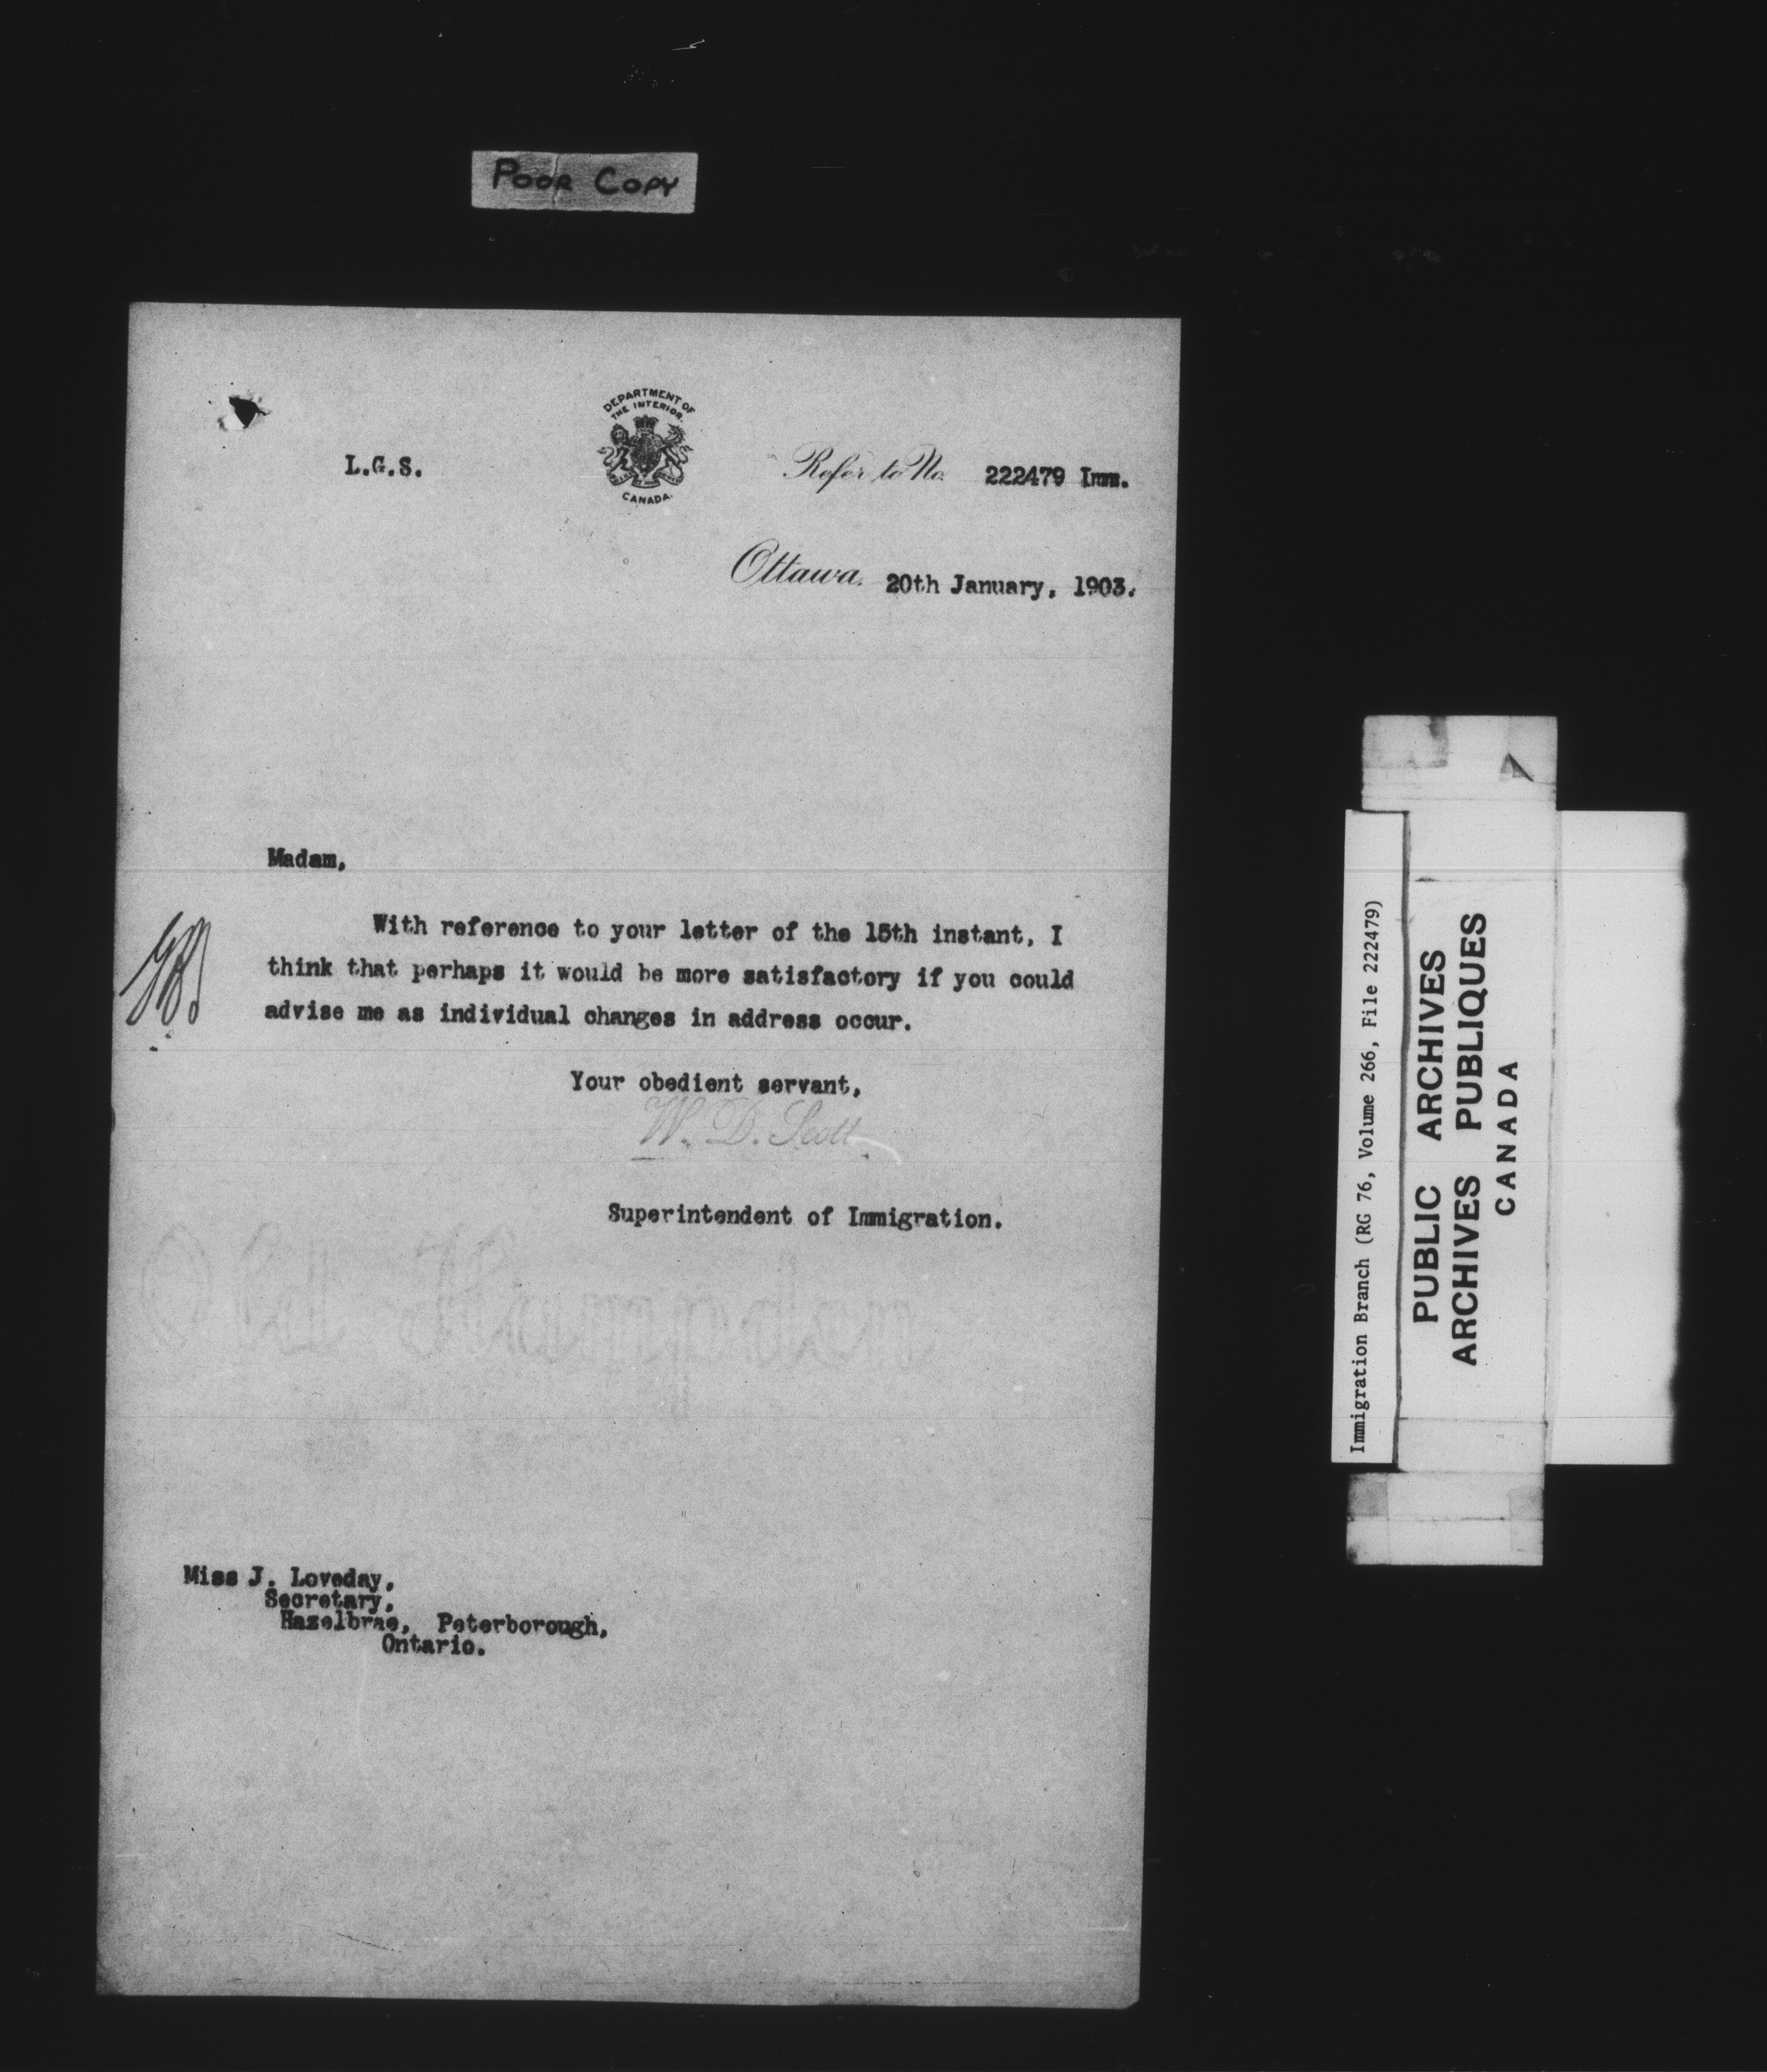 POOR COPY
DEPARTMENT OF
THE INTERIOR.
CANADA.
L.G.S.
Refer to No. 222479 Imm.
Ottawa. 20th January, 1903.
Madam,
With reference to your letter of the 15th instant, I
think that perhaps it would be more satisfactory if you could
advise me as individual changes in address occur.
Your obedient servant,
W. D. Scott
Superintendent of Immigration.
Miss J. Loveday,
Secretary,
Hazelbrae, Peterborough,
Ontario.
Immigration Branch (RG 76, Volume 266, File 222479)
PUBLIC ARCHIVES
ARCHIVES PUBLIQUES
CANADA